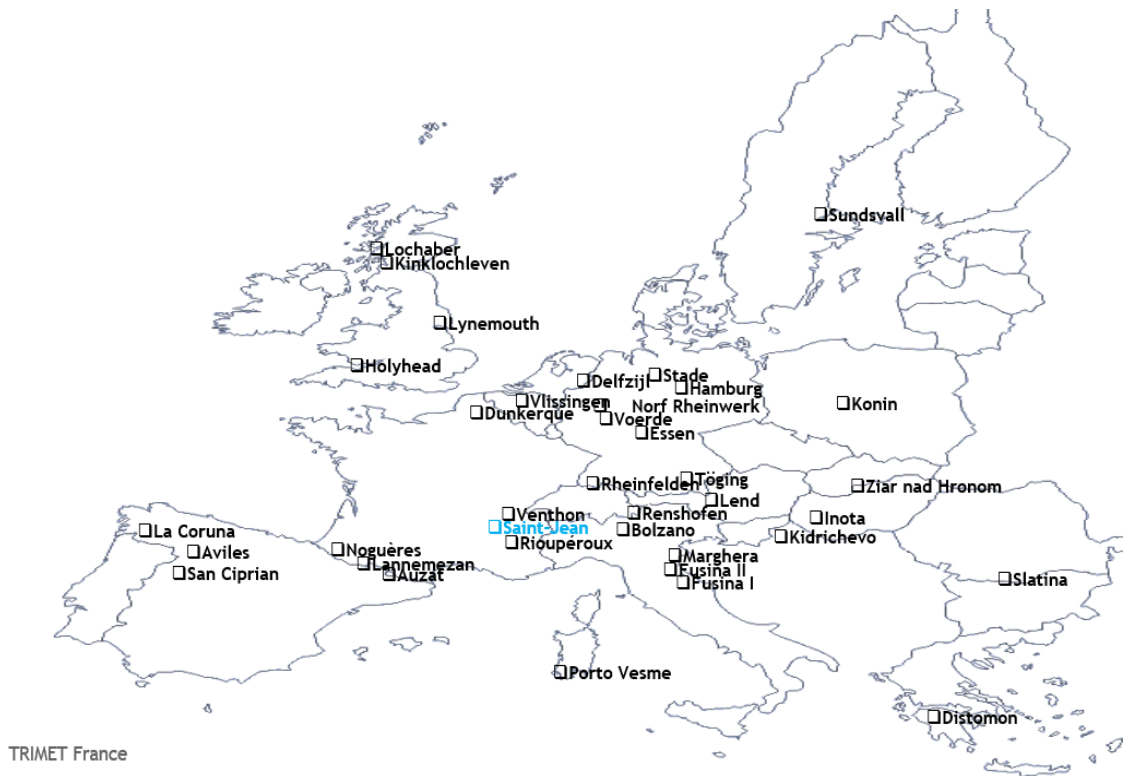 Sundsvall
Lochaber
Kinklochleven
Lynemouth
Holyhead
Stade
Delfzijl
Hamburg
Vlissingen
Norf Rheinwerk
Konin
Dunkerque
Voerde
Essen
Töging
Rheinfelden
Ziar nad Hronom
Lend
Venthon
Renshofen
Inota
Saint-Jean
La Coruna
Bolzano
Kidrichevo
Rioupéroux
Noguères
Aviles
Marghera
Lannemezan
Fusina II
San Ciprian
Auzat
Slatina
Fusina I
Porto Vesme
Distomon
TRIMET France